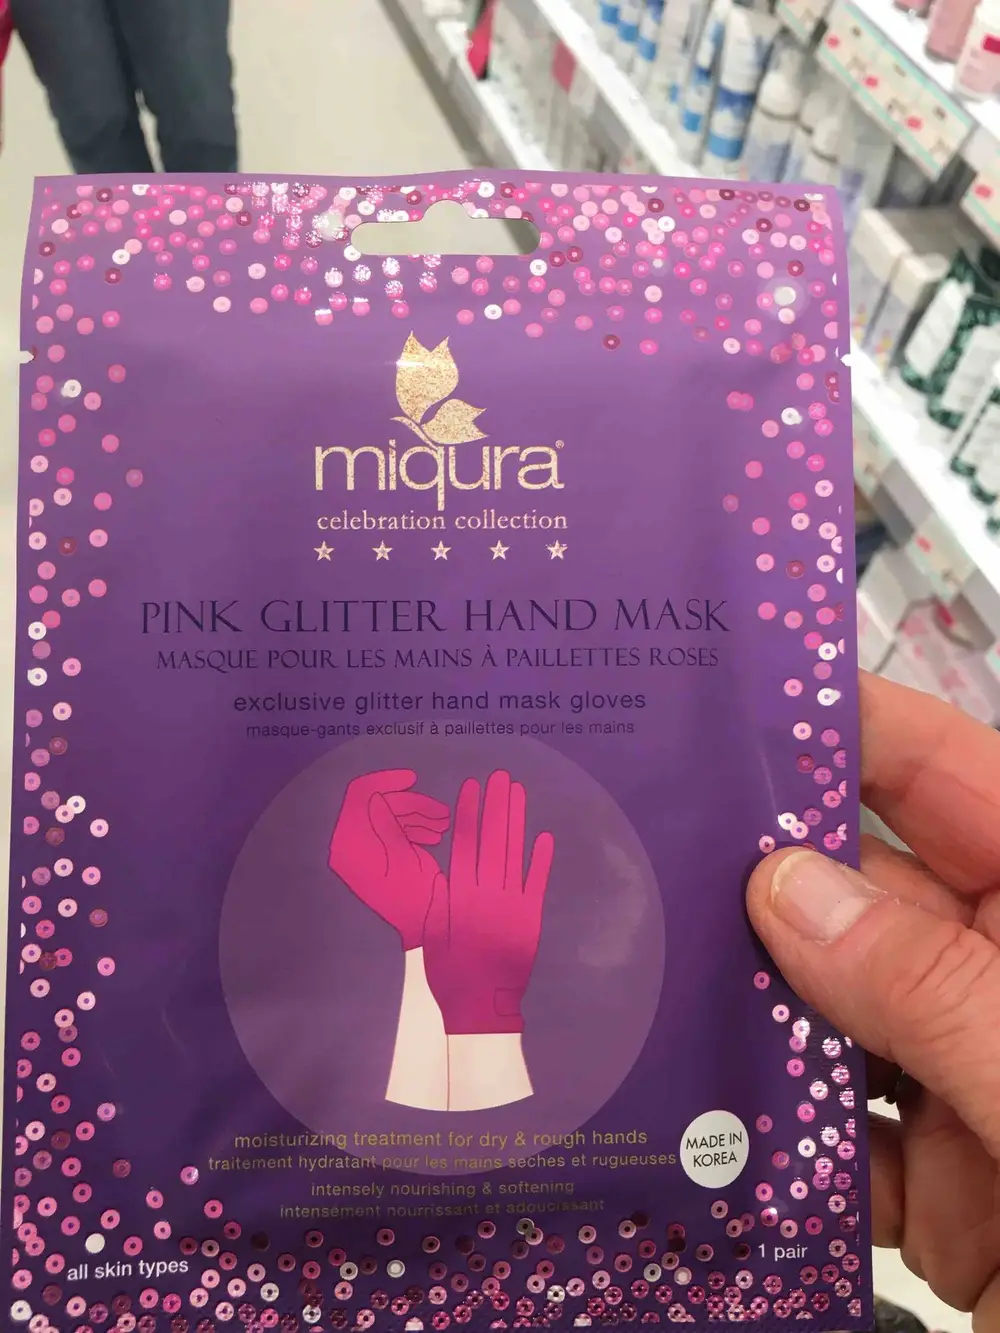 miqura®
celebration collection
PINK GLITTER HAND MASK
MASQUE POUR LES MAINS À PAILLETTES ROSES
exclusive glitter hand mask gloves
masque-gants exclusif à paillettes pour les mains
moisturizing treatment for dry & rough hands
traitement hydratant pour les mains sèches et rugueuses
intensely nourishing & softening
intensément nourrissant et adoucissant
MADE IN
KOREA
all skin types
1 pair